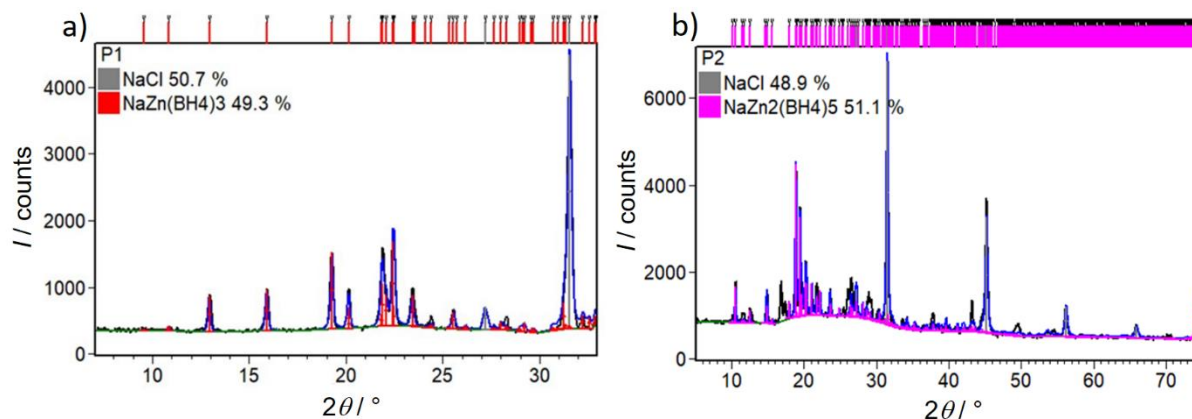 a)
P1
NaCl 50.7 %
NaZn(BH4)3 49.3 %
4000
3000
2000
1000
0
I / counts
10
20
25
30
2θ / °
b)
P2
NaCl 48.9 %
NaZn2(BH4)5 51.1 %
6000
4000
2000
0
I / counts
10
20
30
40
50
60
70
2θ / °